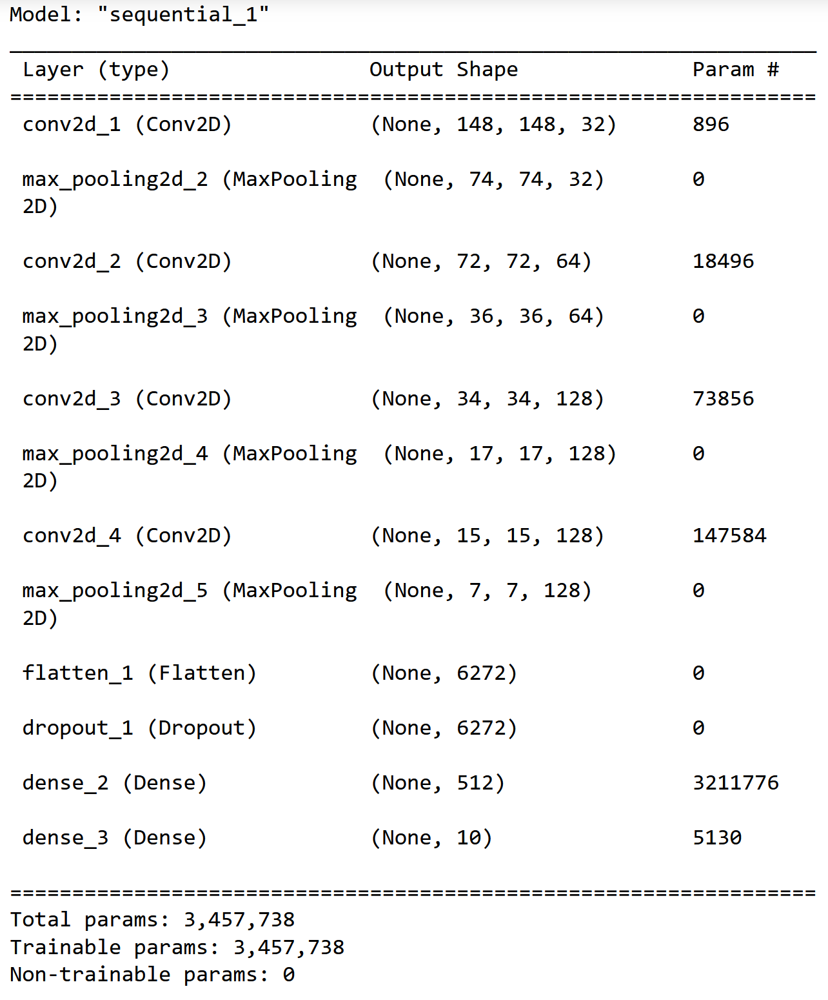 Model: "sequential_1"
_________________________________________________________________
Layer (type) Output Shape Param #
=================================================================
conv2d_1 (Conv2D) (None, 148, 148, 32) 896
max_pooling2d_2 (MaxPooling (None, 74, 74, 32) 0
2D)
conv2d_2 (Conv2D) (None, 72, 72, 64) 18496
max_pooling2d_3 (MaxPooling (None, 36, 36, 64) 0
2D)
conv2d_3 (Conv2D) (None, 34, 34, 128) 73856
max_pooling2d_4 (MaxPooling (None, 17, 17, 128) 0
2D)
conv2d_4 (Conv2D) (None, 15, 15, 128) 147584
max_pooling2d_5 (MaxPooling (None, 7, 7, 128) 0
2D)
flatten_1 (Flatten) (None, 6272) 0
dropout_1 (Dropout) (None, 6272) 0
dense_2 (Dense) (None, 512) 3211776
dense_3 (Dense) (None, 10) 5130
=================================================================
Total params: 3,457,738
Trainable params: 3,457,738
Non-trainable params: 0